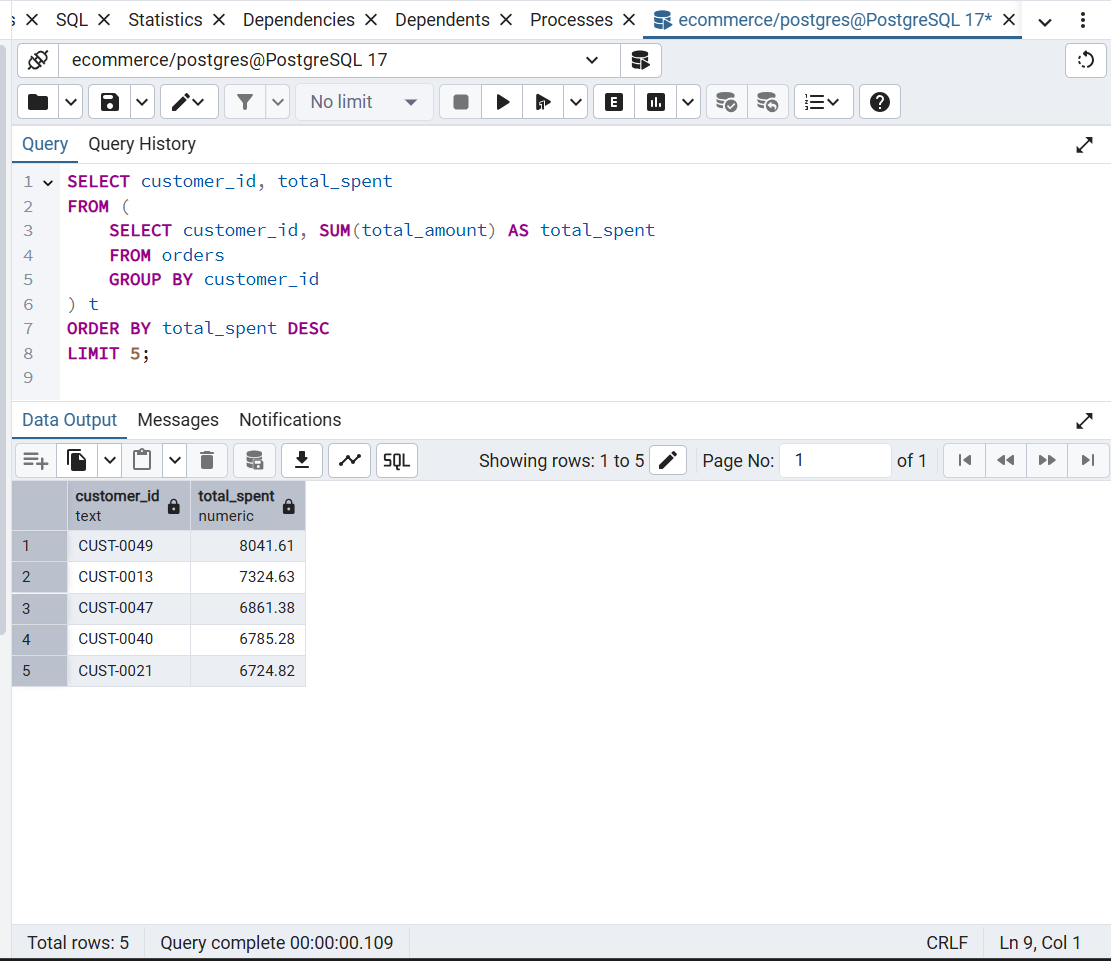 s SQL Statistics Dependencies Dependents Processes ecommerce/postgres@PostgreSQL 17*
ecommerce/postgres@PostgreSQL 17
No limit E
Query Query History
1 SELECT customer_id, total_spent
2 FROM (
3 SELECT customer_id, SUM(total_amount) AS total_spent
4 FROM orders
5 GROUP BY customer_id
6 ) t
7 ORDER BY total_spent DESC
8 LIMIT 5;
9
Data Output Messages Notifications
SQL Showing rows: 1 to 5 Page No: 1 of 1
customer_id total_spent
text numeric
1 CUST-0049 8041.61
2 CUST-0013 7324.63
3 CUST-0047 6861.38
4 CUST-0040 6785.28
5 CUST-0021 6724.82
Total rows: 5 Query complete 00:00:00.109 CRLF Ln 9, Col 1